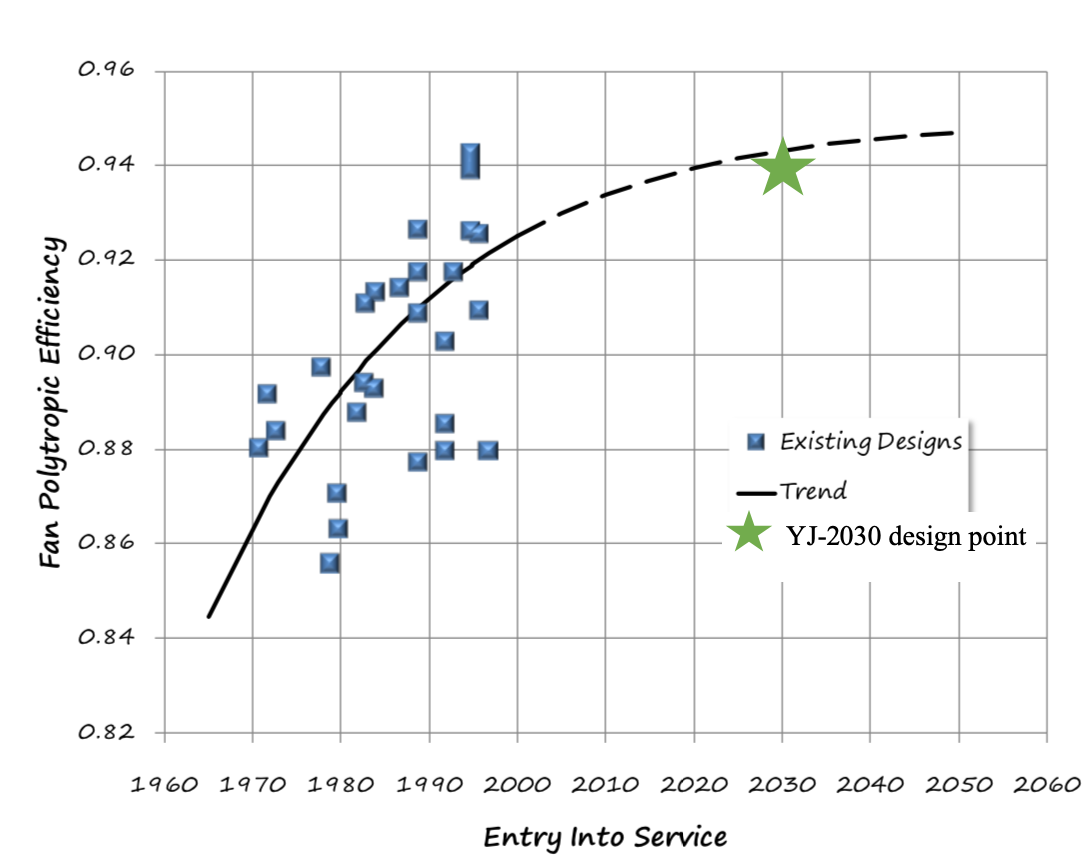 0.96
0.94
0.92
0.90
0.88
0.86
0.84
0.82
Fan Polytropic Efficiency
Existing Designs
Trend
YJ-2030 design point
1960 1970 1980 1990 2000 2010 2020 2030 2040 2050 2060
Entry Into Service